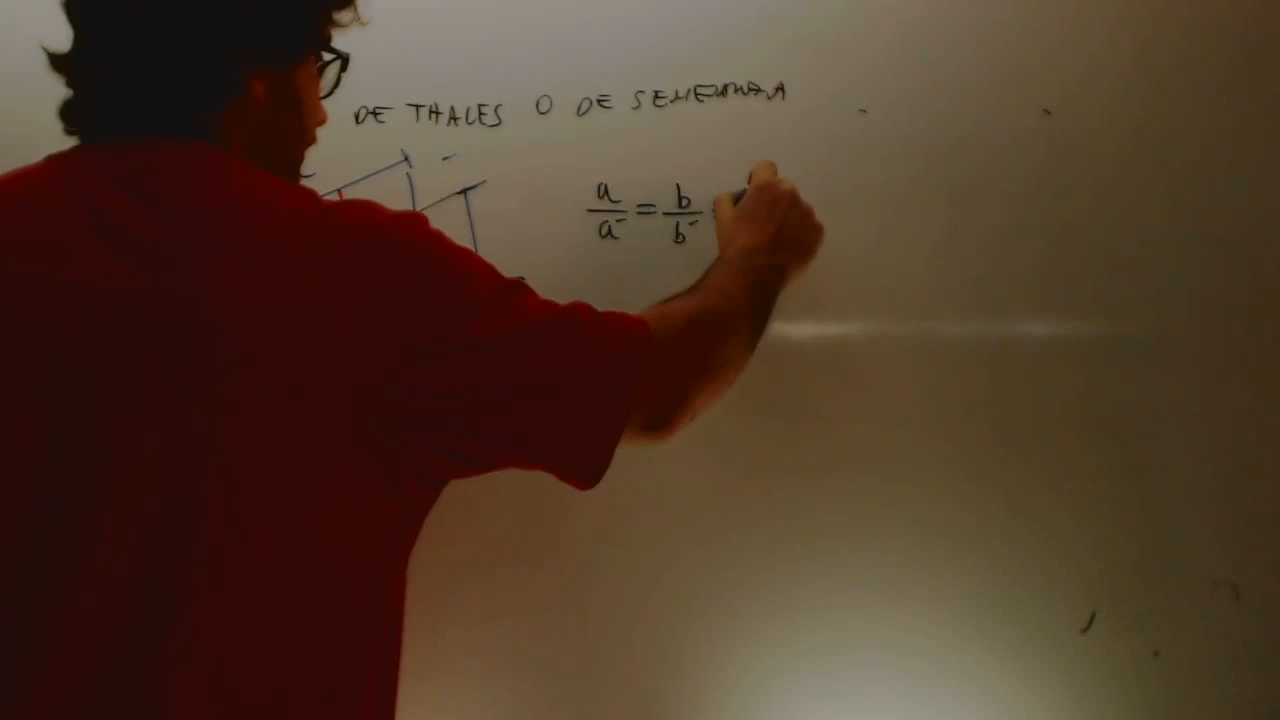 DE THALES O DE SEMEJANZA
a/a' = b/b' =